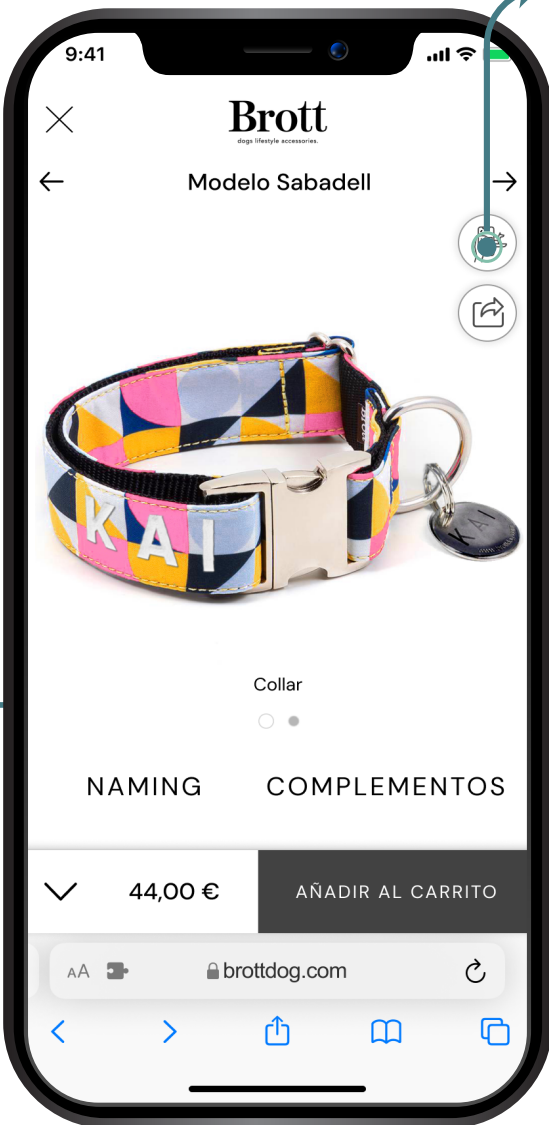 9:41
Brott
dogs lifestyle accessories.
Modelo Sabadell
KAI
KAI
Collar
NAMING COMPLEMENTOS
44,00 € AÑADIR AL CARRITO
AA brottdog.com